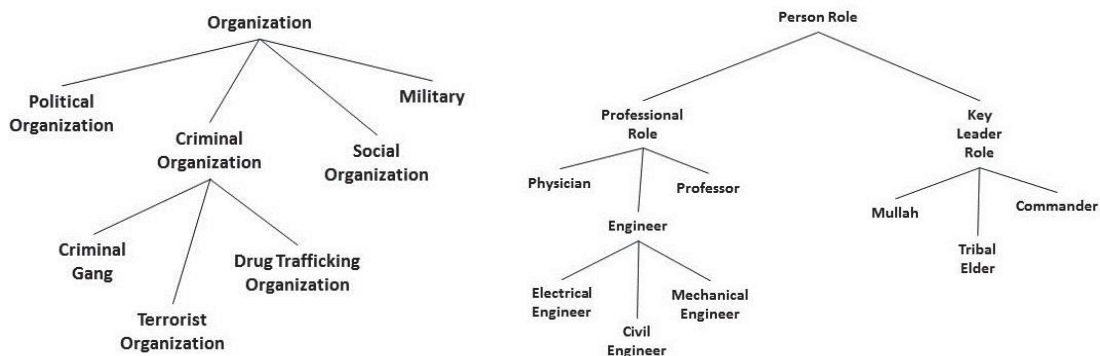 Organization
Political
Organization
Criminal
Organization
Social
Organization
Military
Criminal
Gang
Terrorist
Organization
Drug Trafficking
Organization
Person Role
Professional
Role
Key
Leader
Role
Physician
Professor
Engineer
Electrical
Engineer
Civil
Engineer
Mechanical
Engineer
Mullah
Tribal
Elder
Commander